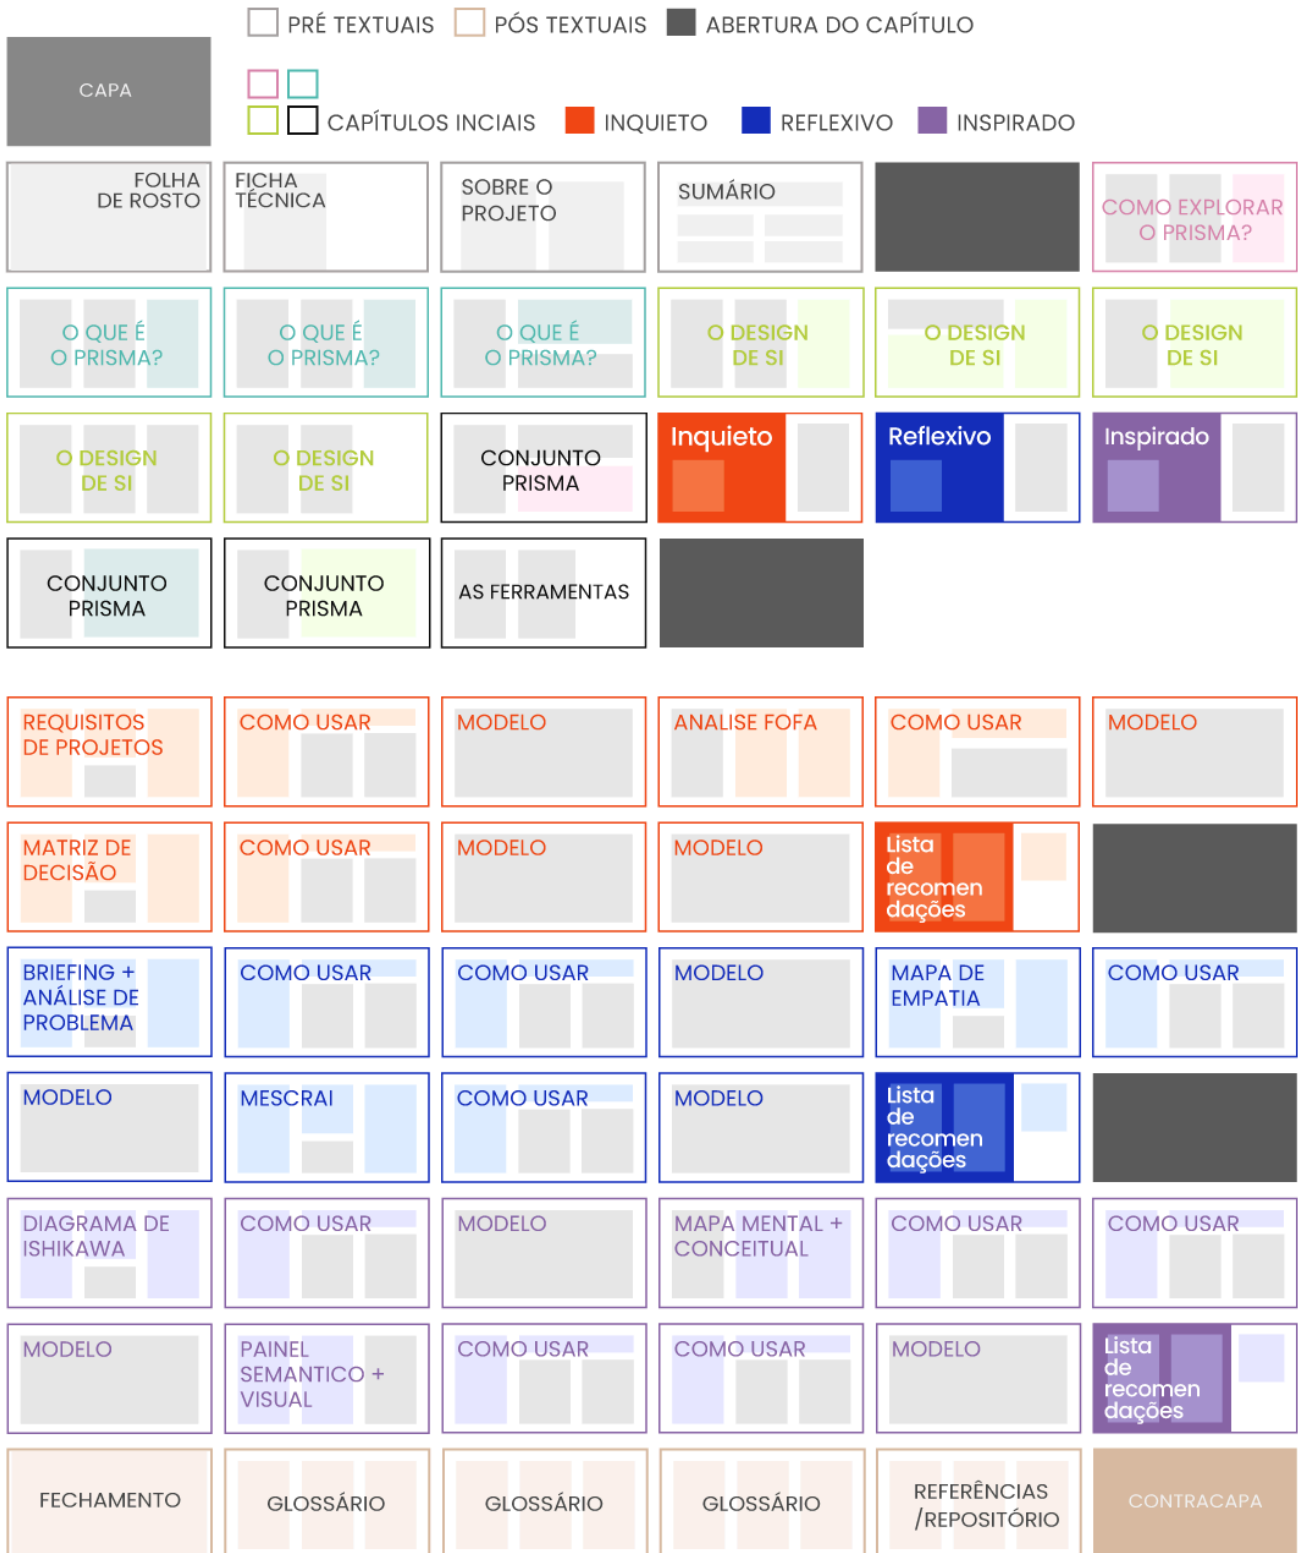 PRÉ TEXTUAIS
PÓS TEXTUAIS
ABERTURA DO CAPÍTULO
CAPA
CAPÍTULOS INCIAIS
INQUIETO
REFLEXIVO
INSPIRADO
FOLHA
DE ROSTO
FICHA
TÉCNICA
SOBRE O
PROJETO
SUMÁRIO
COMO EXPLORAR
O PRISMA?
O QUE É
O PRISMA?
O QUE É
O PRISMA?
O QUE É
O PRISMA?
O DESIGN
DE SI
O DESIGN
DE SI
O DESIGN
DE SI
O DESIGN
DE SI
O DESIGN
DE SI
CONJUNTO
PRISMA
Inquieto
Reflexivo
Inspirado
CONJUNTO
PRISMA
CONJUNTO
PRISMA
AS FERRAMENTAS
REQUISITOS
DE PROJETOS
COMO USAR
MODELO
ANALISE FOFA
COMO USAR
MODELO
MATRIZ DE
DECISÃO
COMO USAR
MODELO
MODELO
Lista
de
recomen
dações
BRIEFING +
ANÁLISE DE
PROBLEMA
COMO USAR
COMO USAR
MODELO
MAPA DE
EMPATIA
COMO USAR
MODELO
MESCRAI
COMO USAR
MODELO
Lista
de
recomen
dações
DIAGRAMA DE
ISHIKAWA
COMO USAR
MODELO
MAPA MENTAL +
CONCEITUAL
COMO USAR
COMO USAR
MODELO
PAINEL
SEMANTICO +
VISUAL
COMO USAR
COMO USAR
MODELO
Lista
de
recomen
dações
FECHAMENTO
GLOSSÁRIO
GLOSSÁRIO
GLOSSÁRIO
REFERÊNCIAS
/REPOSITÓRIO
CONTRACAPA